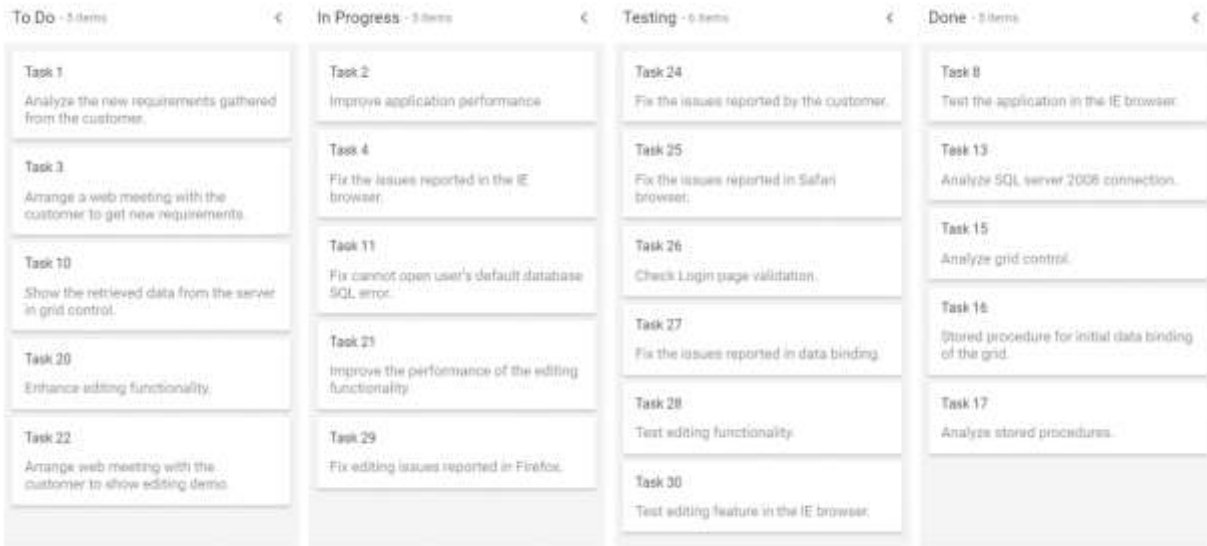 To Do - 5 items
Task 1
Analyze the new requirements gathered
from the customer.
Task 3
Arrange a web meeting with the
customer to get new requirements.
Task 10
Show the retrieved data from the server
in grid control.
Task 20
Enhance editing functionality.
Task 22
Arrange web meeting with the
customer to show editing demo.
In Progress - 5 items
Task 2
Improve application performance
Task 4
Fix the issues reported in the IE
browser.
Task 11
Fix cannot open user's default database
SQL error.
Task 21
Improve the performance of the editing
functionality.
Task 29
Fix editing issues reported in Firefox.
Testing - 6 items
Task 24
Fix the issues reported by the customer.
Task 25
Fix the issues reported in Safari
browser.
Task 26
Check Login page validation.
Task 27
Fix the issues reported in data binding.
Task 28
Test editing functionality.
Task 30
Test editing feature in the IE browser.
Done - 5 items
Task 8
Test the application in the IE browser.
Task 13
Analyze SQL server 2008 connection.
Task 15
Analyze grid control.
Task 16
Stored procedure for initial data binding
of the grid.
Task 17
Analyze stored procedures.